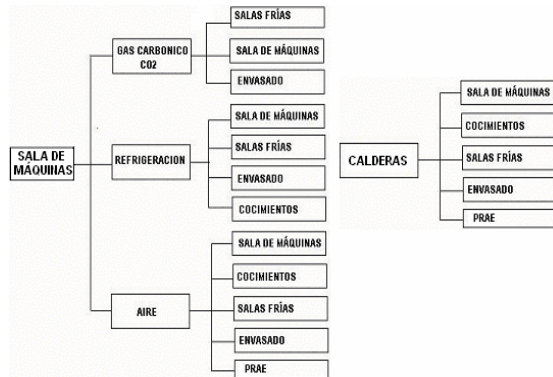 SALA DE
MÁQUINAS
GAS CARBONICO
CO2
SALAS FRÍAS
SALA DE MÁQUINAS
ENVASADO
REFRIGERACION
SALA DE MÁQUINAS
SALAS FRÍAS
ENVASADO
COCIMIENTOS
AIRE
SALA DE MÁQUINAS
COCIMIENTOS
SALAS FRÍAS
ENVASADO
PRAE
CALDERAS
SALA DE MÁQUINAS
COCIMIENTOS
SALAS FRÍAS
ENVASADO
PRAE